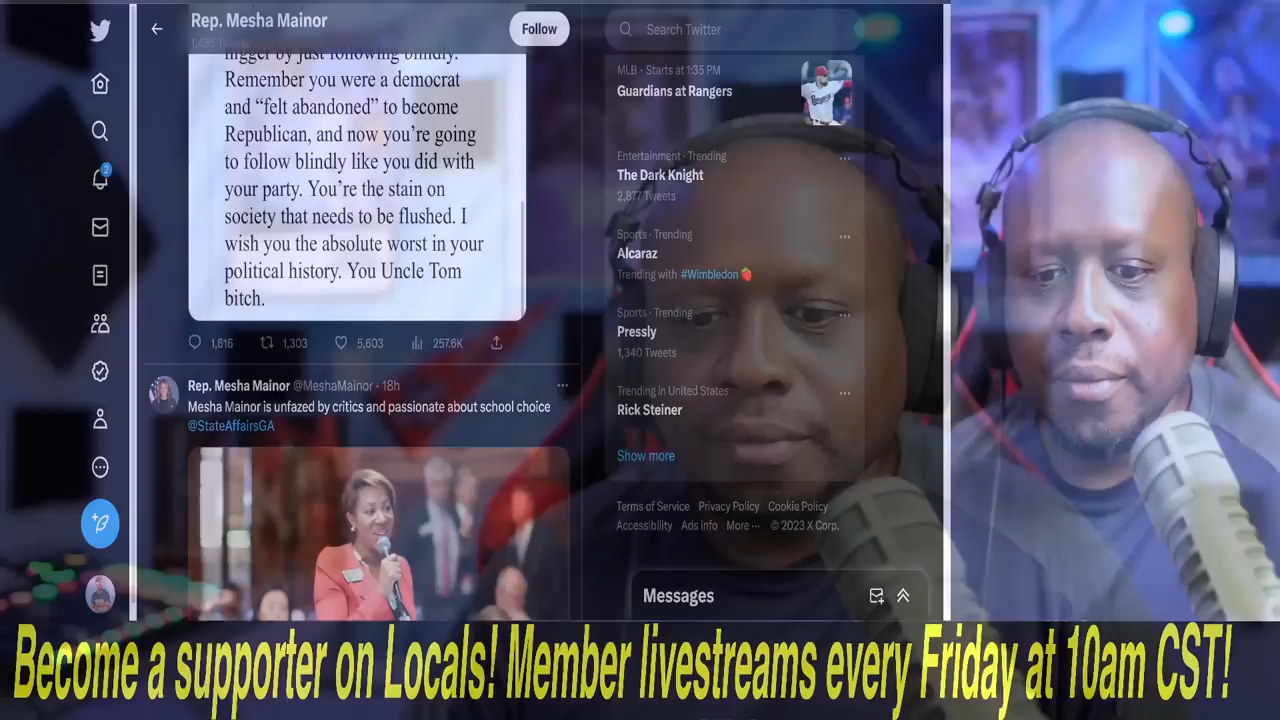 Rep. Mesha Mainor
1,485 Tweets
Follow
nigger by just following blindly.
Remember you were a democrat
and “felt abandoned” to become
Republican, and now you’re going
to follow blindly like you did with
your party. You’re the stain on
society that needs to be flushed. I
wish you the absolute worst in your
political history. You Uncle Tom
bitch.
1,616 1,303 5,603 257.6K
Rep. Mesha Mainor @MeshaMainor · 18h
Mesha Mainor is unfazed by critics and passionate about school choice
@StateAffairsGA
2
Search Twitter
MLB · Starts at 1:35 PM
Guardians at Rangers
Entertainment · Trending
The Dark Knight
2,877 Tweets
Sports · Trending
Alcaraz
Trending with #Wimbledon
Sports · Trending
Pressly
1,340 Tweets
Trending in United States
Rick Steiner
Show more
Terms of Service Privacy Policy Cookie Policy
Accessibility Ads info More ··· © 2023 X Corp.
Messages
Become a supporter on Locals! Member livestreams every Friday at 10am CST!